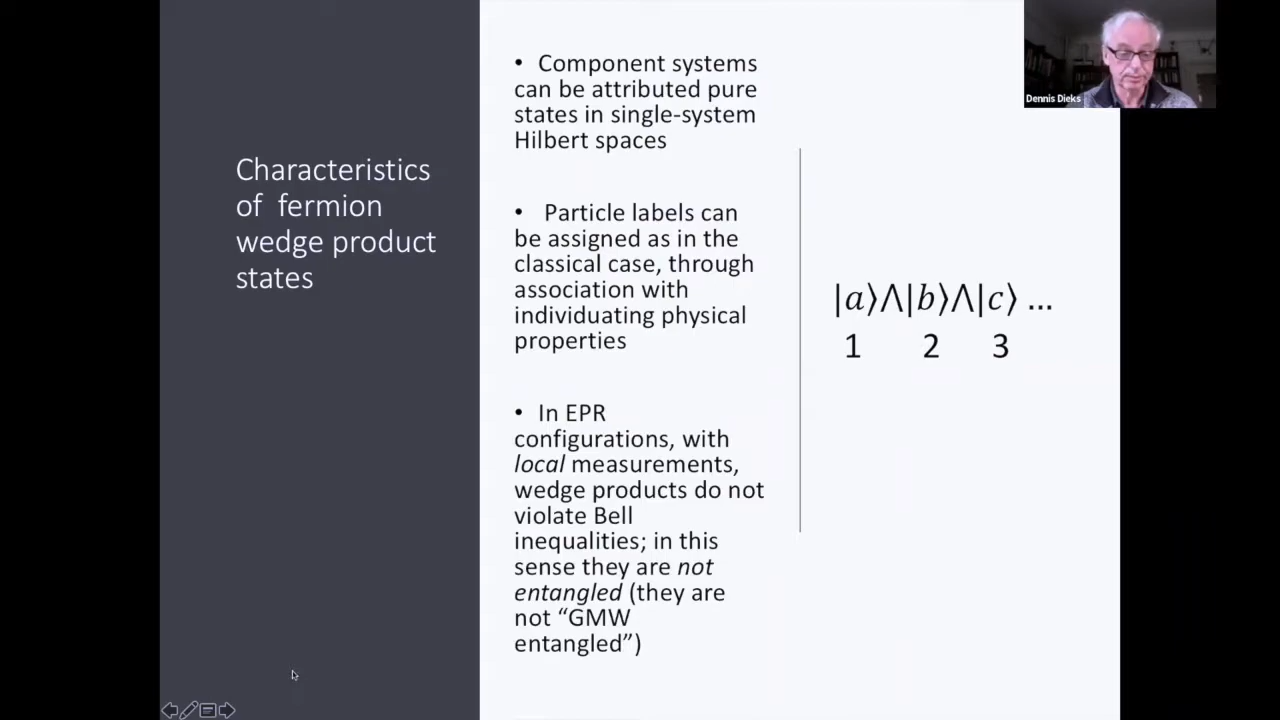 Characteristics
of fermion
wedge product
states
• Component systems
can be attributed pure
states in single-system
Hilbert spaces
• Particle labels can
be assigned as in the
classical case, through
association with
individuating physical
properties
• In EPR
configurations, with
local measurements,
wedge products do not
violate Bell
inequalities; in this
sense they are not
entangled (they are
not “GMW
entangled”)
|a⟩⋀|b⟩⋀|c⟩ ...
1 2 3
Dennis Dieks